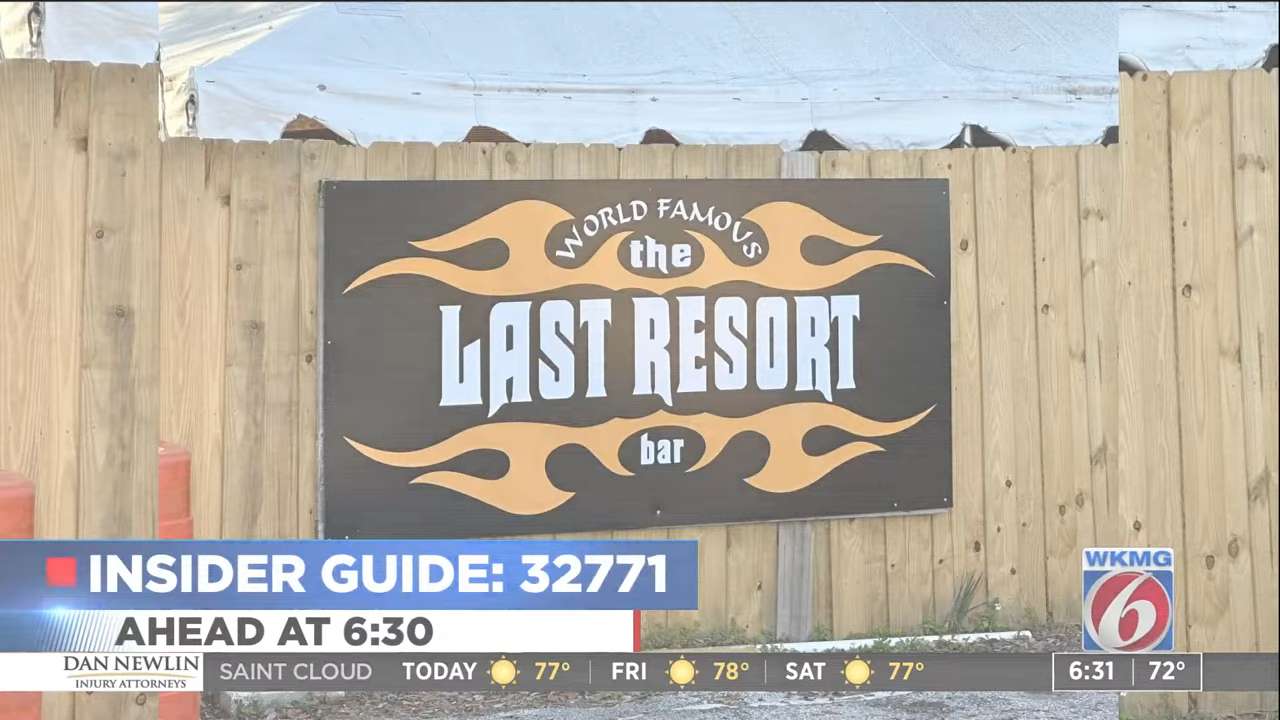 WORLD FAMOUS
the
LAST RESORT
bar
INSIDER GUIDE: 32771
AHEAD AT 6:30
WKMG
6
DAN NEWLIN
INJURY ATTORNEYS
SAINT CLOUD TODAY 77° FRI 78° SAT 77° 6:31 72°